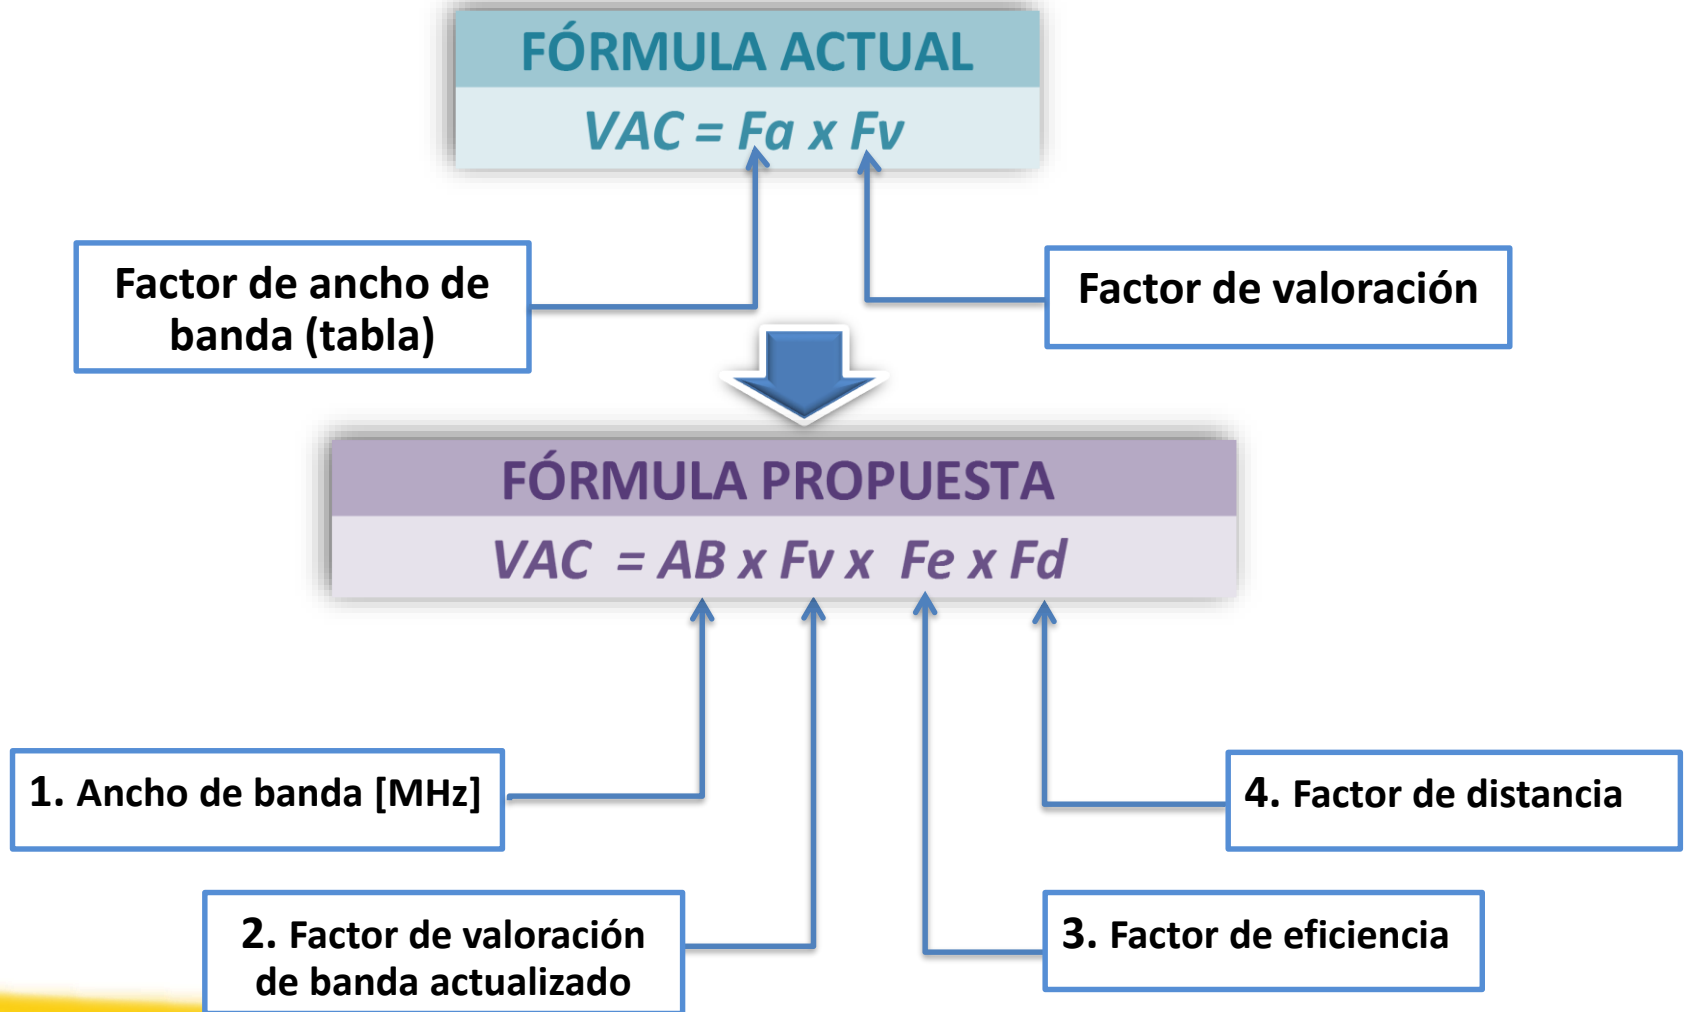 FÓRMULA ACTUAL
VAC = Fa x Fv
Factor de ancho de
banda (tabla)
Factor de valoración
FÓRMULA PROPUESTA
VAC = AB x Fv x Fe x Fd
1. Ancho de banda [MHz]
4. Factor de distancia
2. Factor de valoración
de banda actualizado
3. Factor de eficiencia